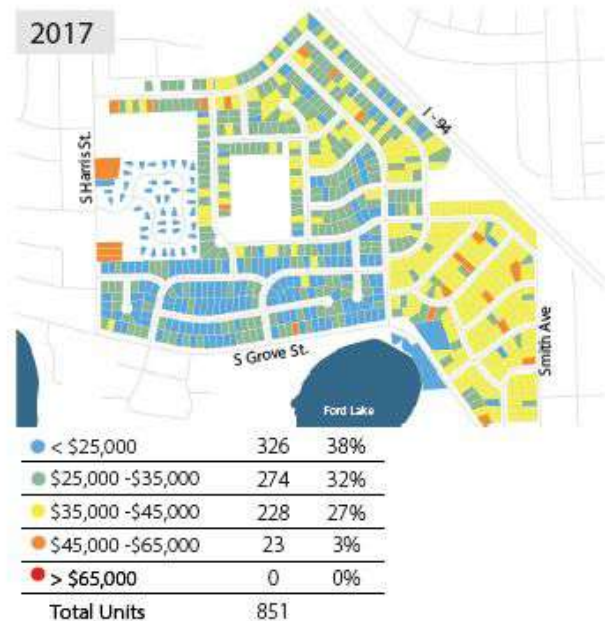 2017
I - 94
S Harris St.
Smith Ave
S Grove St.
Ford Lake
< $25,000 326 38%
$25,000 -$35,000 274 32%
$35,000 -$45,000 228 27%
$45,000 -$65,000 23 3%
> $65,000 0 0%
Total Units 851